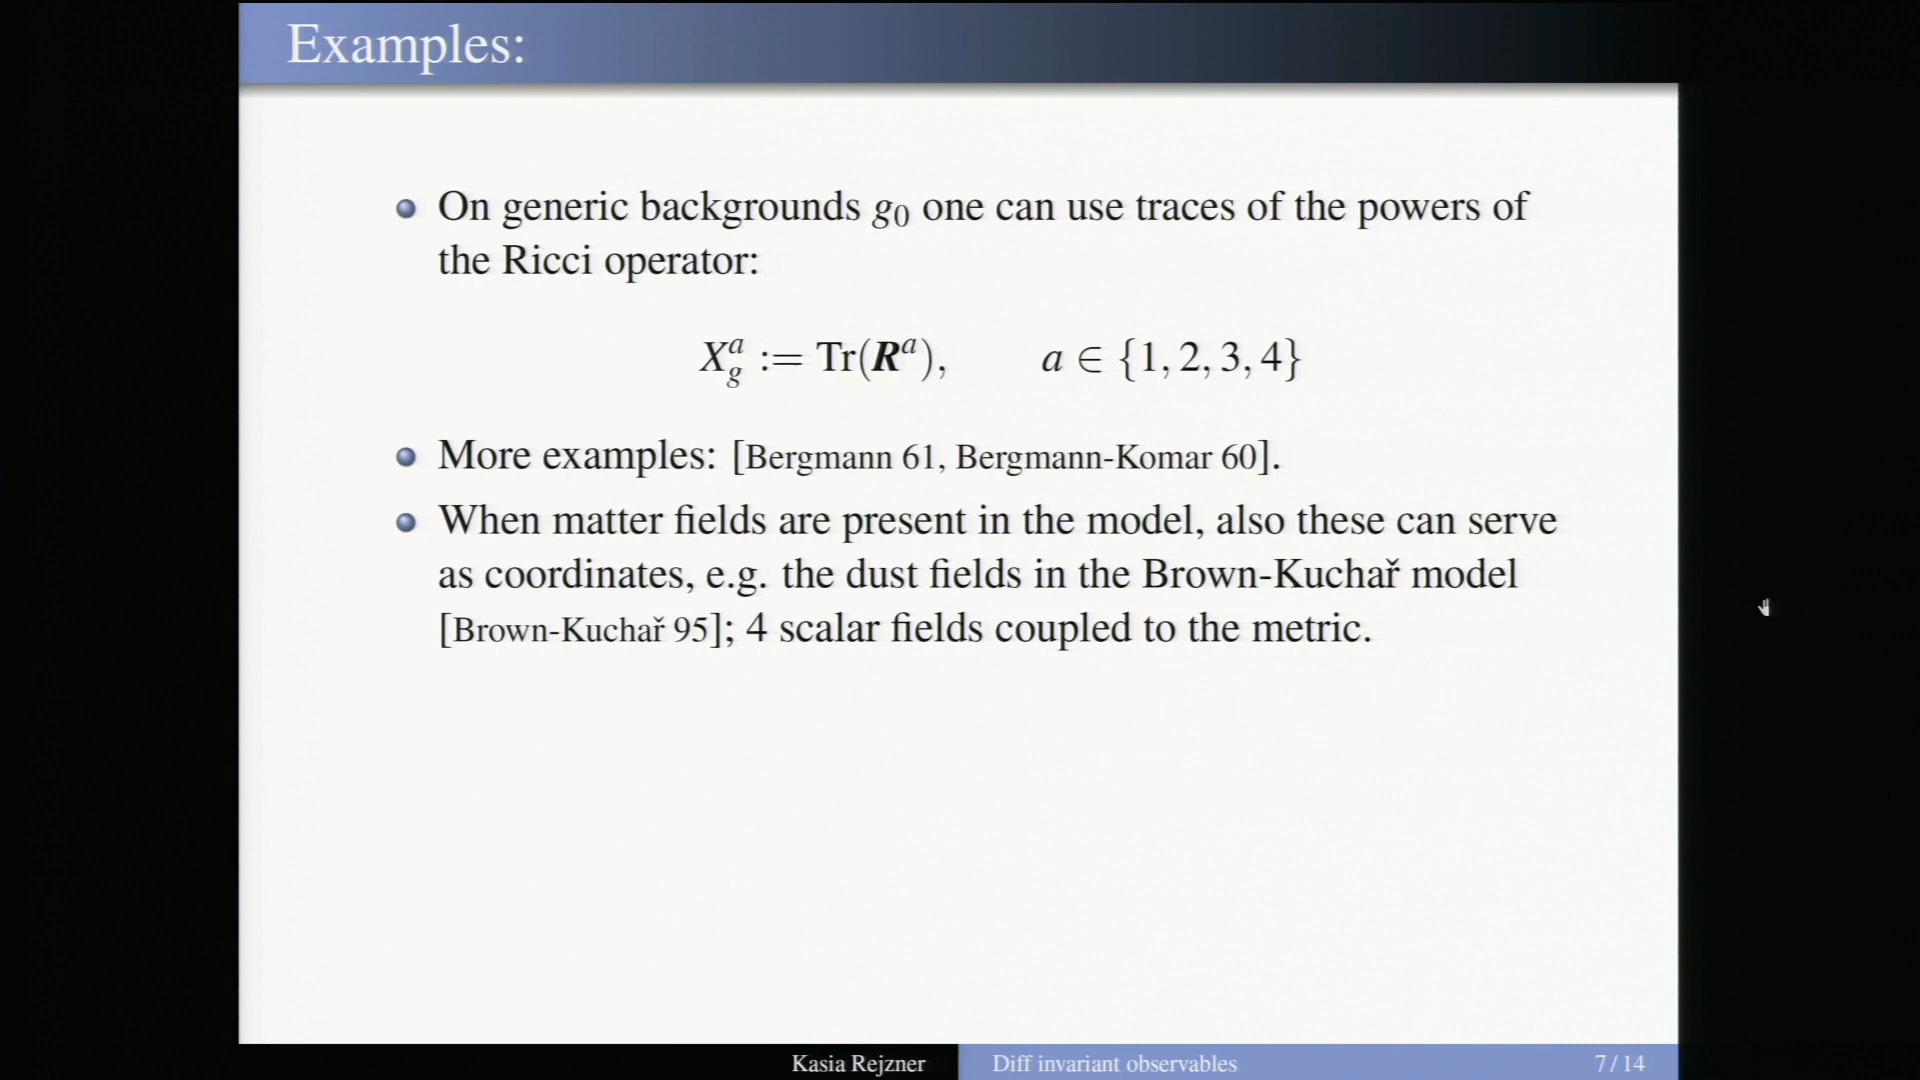 Examples:
On generic backgrounds g₀ one can use traces of the powers of
the Ricci operator:
X_g^a := Tr(R^a),  a ∈ {1, 2, 3, 4}
More examples: [Bergmann 61, Bergmann-Komar 60].
When matter fields are present in the model, also these can serve
as coordinates, e.g. the dust fields in the Brown-Kuchař model
[Brown-Kuchař 95]; 4 scalar fields coupled to the metric.
Kasia Rejzner
Diff invariant observables
7 / 14